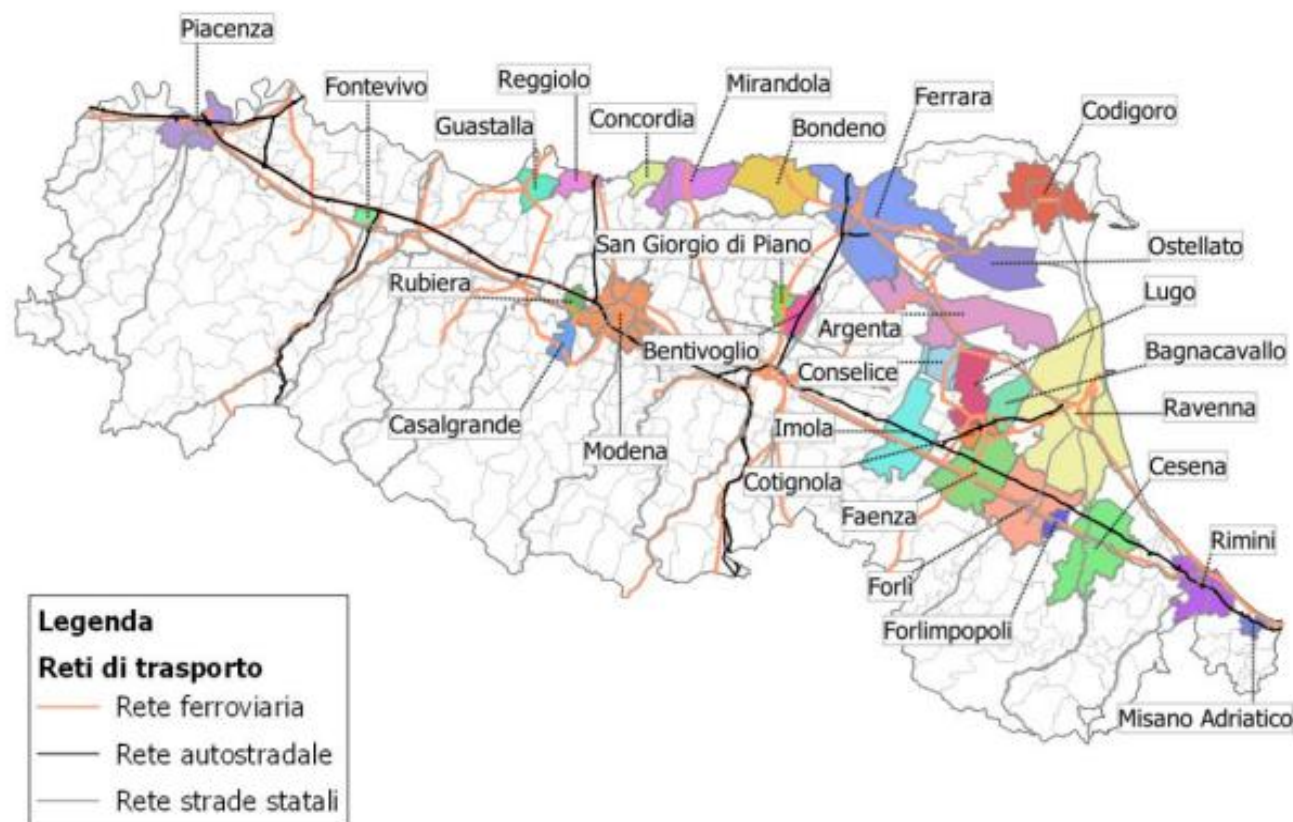 Piacenza
Fontevivo
Reggiolo
Mirandola
Ferrara
Codigoro
Guastalla
Concordia
Bondeno
San Giorgio di Piano
Ostellato
Rubiera
Lugo
Argenta
Bentivoglio
Bagnacavallo
Conselice
Ravenna
Casalgrande
Imola
Modena
Cesena
Cotignola
Faenza
Rimini
Forlì
Forlimpopoli
Misano Adriatico
Legenda
Reti di trasporto
Rete ferroviaria
Rete autostradale
Rete strade statali